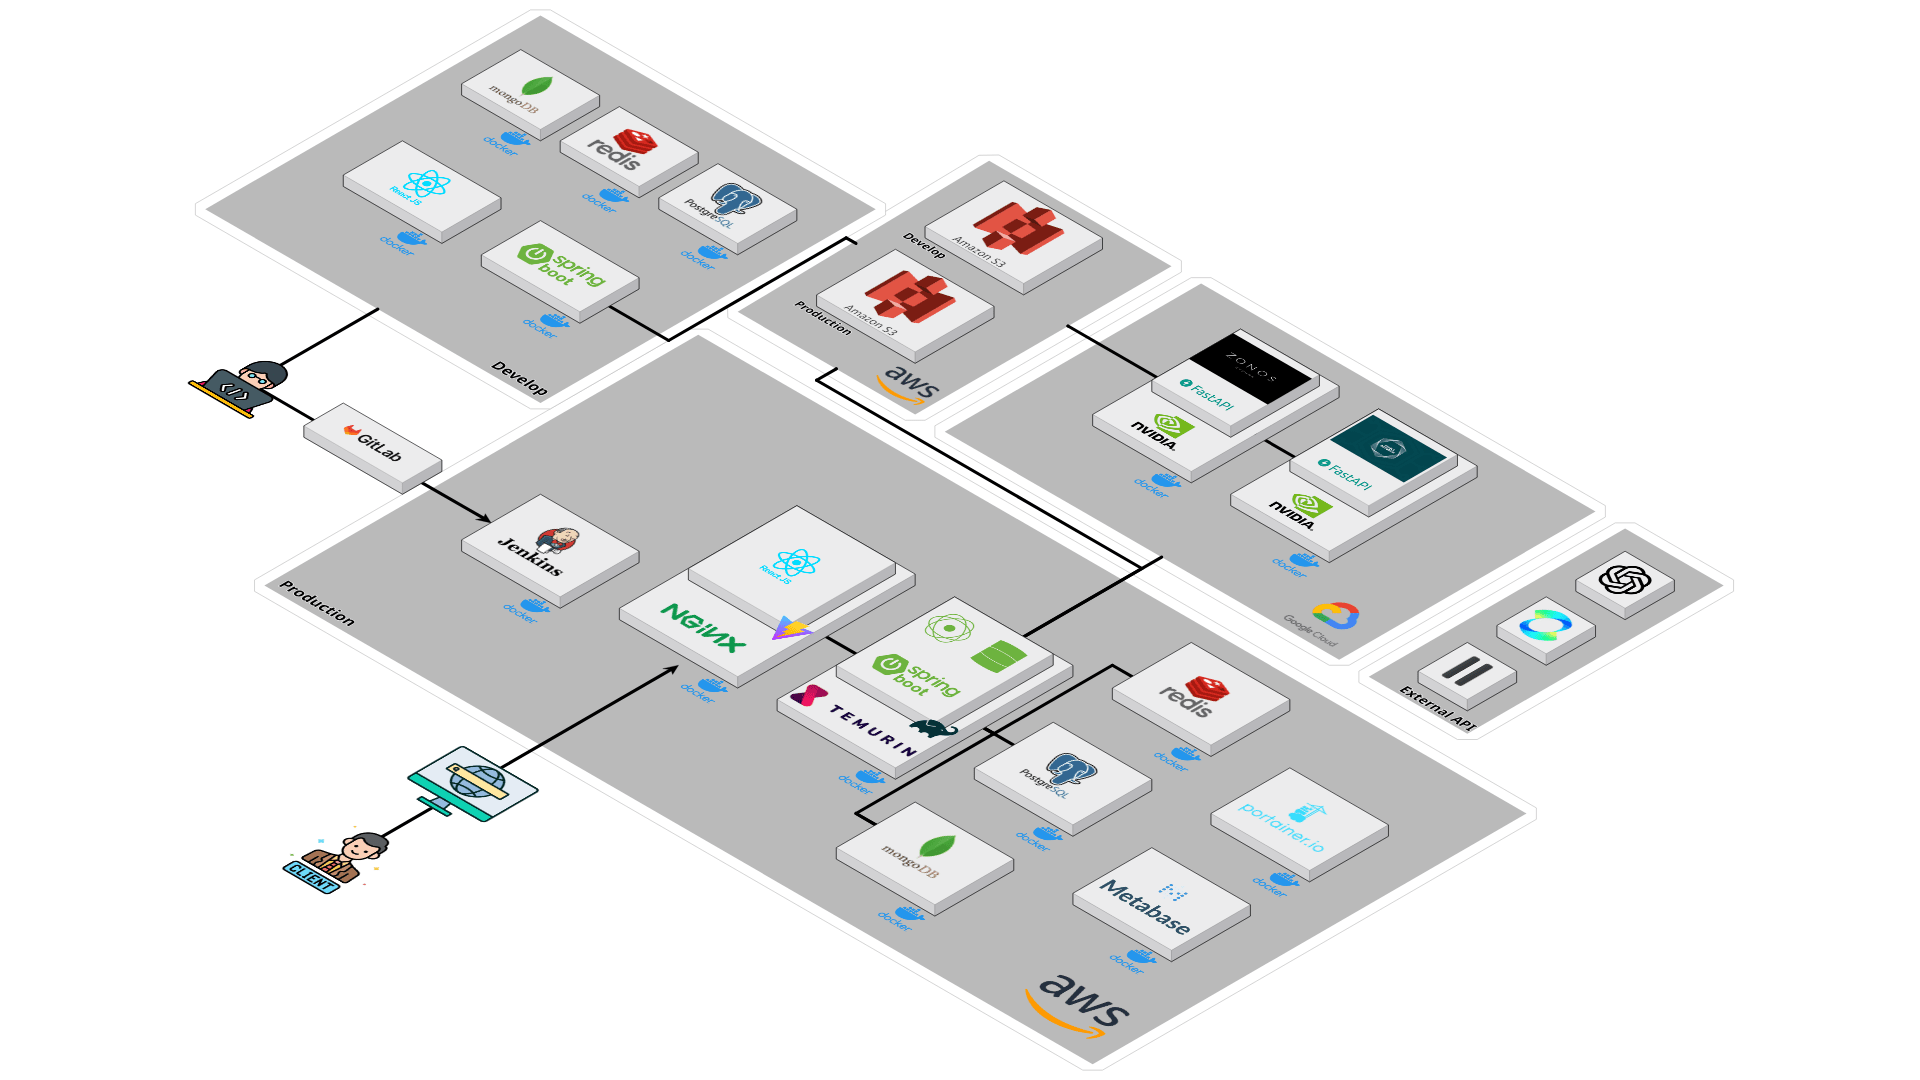 mongoDB
docker
redis
docker
PostgreSQL
docker
React JS
docker
spring
boot
docker
Develop
Develop
Amazon S3
Production
Amazon S3
aws
</>
GitLab
ZONOS
FastAPI
NVIDIA
docker
FastAPI
NVIDIA
docker
Google Cloud
External API
Production
Jenkins
docker
React JS
NGINX
docker
spring
boot
TEMURIN
docker
redis
docker
PostgreSQL
docker
mongoDB
docker
portainer.io
docker
Metabase
docker
aws
CLIENT